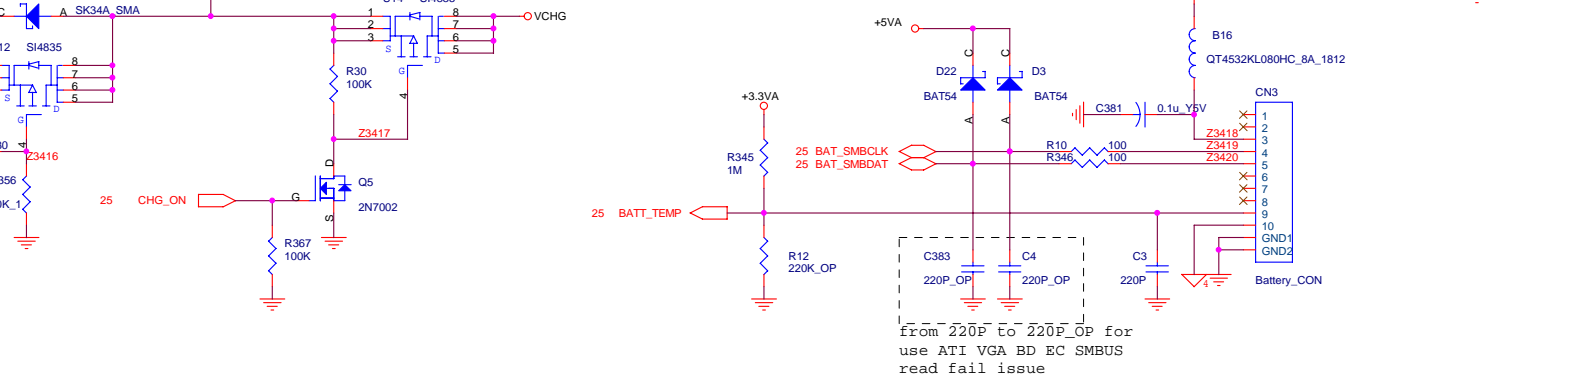 C
A
SK34A_SMA
SI4835
8
7
6
5
S
D
G
4
Z3416
1
2
3
8
7
6
5
S
D
G
4
VCHG
R30
100K
Z3417
D
Q5
G
S
2N7002
25 CHG_ON
R367
100K
+3.3VA
R345
1M
25 BAT_SMBCLK
25 BAT_SMBDAT
25 BATT_TEMP
R12
220K_OP
+5VA
C
C
D22
D3
BAT54
BAT54
A
A
C383
C4
220P_OP
220P_OP
from 220P to 220P_OP for
use ATI VGA BD EC SMBUS
read fail issue
B16
QT4532KL080HC_8A_1812
C381
0.1u_Y5V
R10
100
R346
100
Z3418
Z3419
Z3420
C3
220P
CN3
1
2
3
4
5
6
7
8
9
10
GND1
GND2
4
Battery_CON